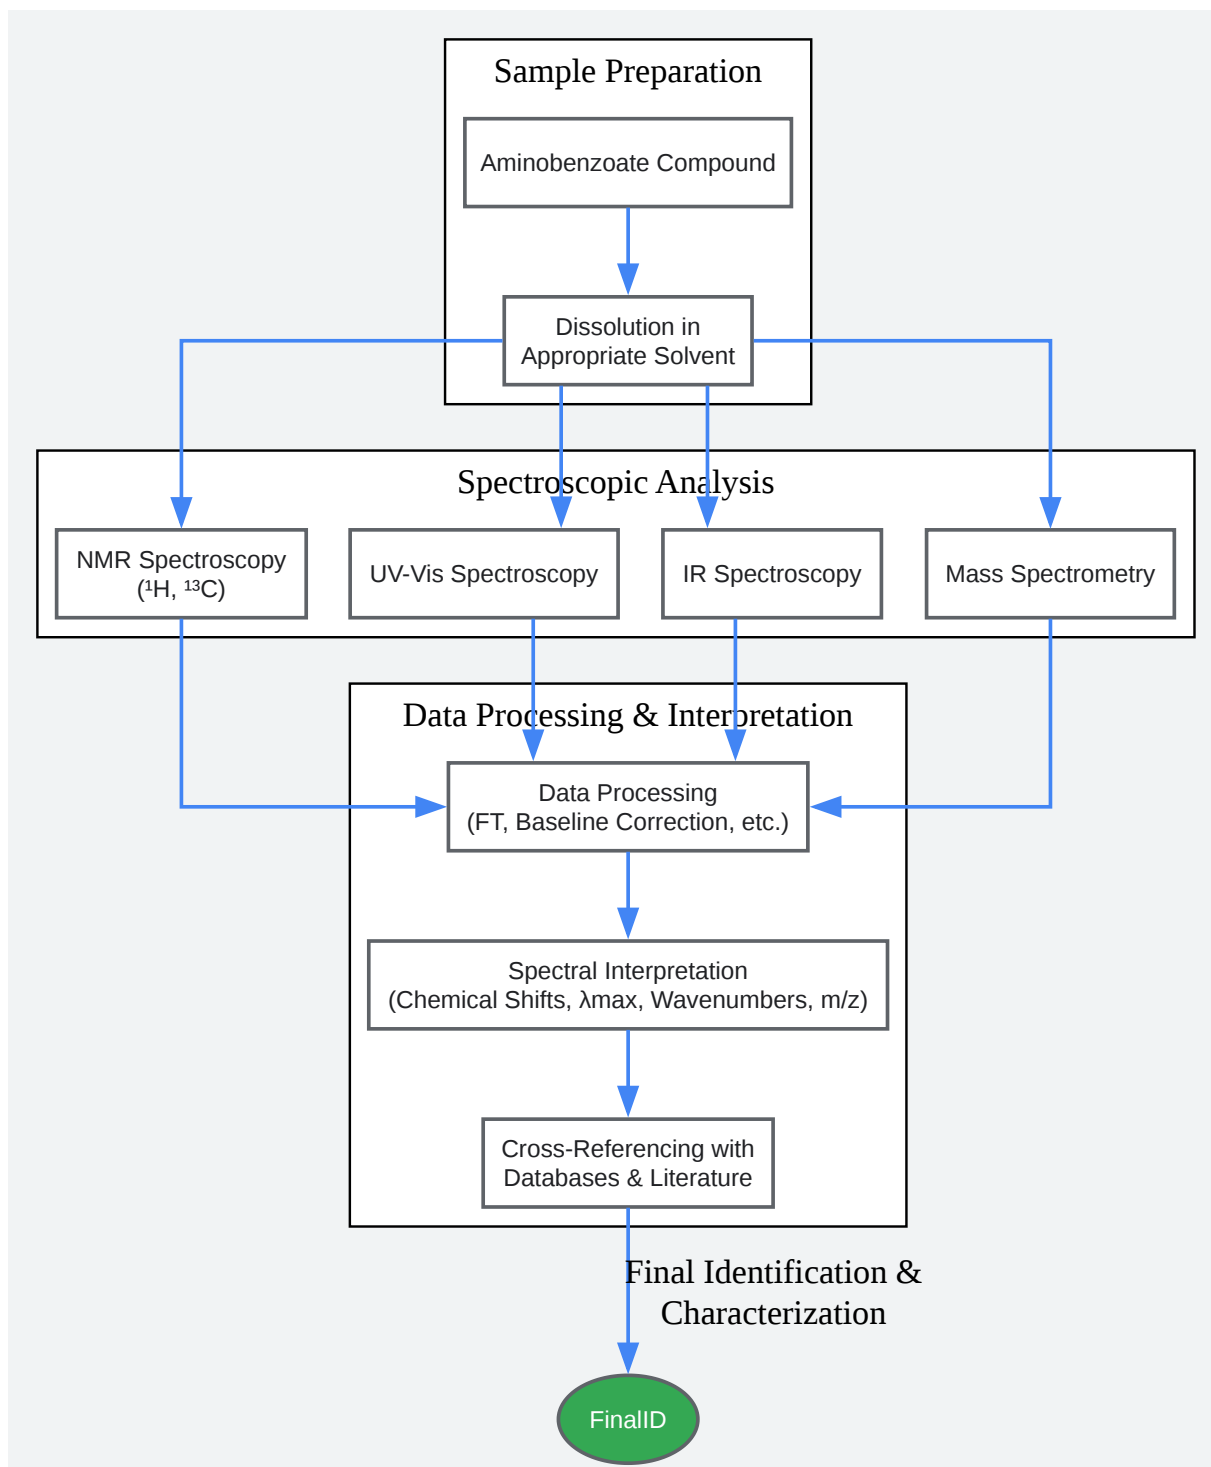 Sample Preparation
Aminobenzoate Compound
Dissolution in
Appropriate Solvent
Spectroscopic Analysis
NMR Spectroscopy
(¹H, ¹³C)
UV-Vis Spectroscopy
IR Spectroscopy
Mass Spectrometry
Data Processing & Interpretation
Data Processing
(FT, Baseline Correction, etc.)
Spectral Interpretation
(Chemical Shifts, λmax, Wavenumbers, m/z)
Cross-Referencing with
Databases & Literature
Final Identification &
Characterization
FinalID